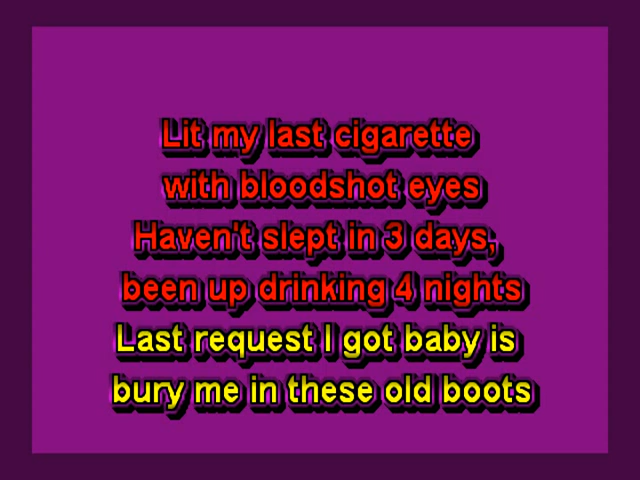 Lit my last cigarette
with bloodshot eyes
Haven't slept in 3 days,
been up drinking 4 nights
Last request I got baby is
bury me in these old boots